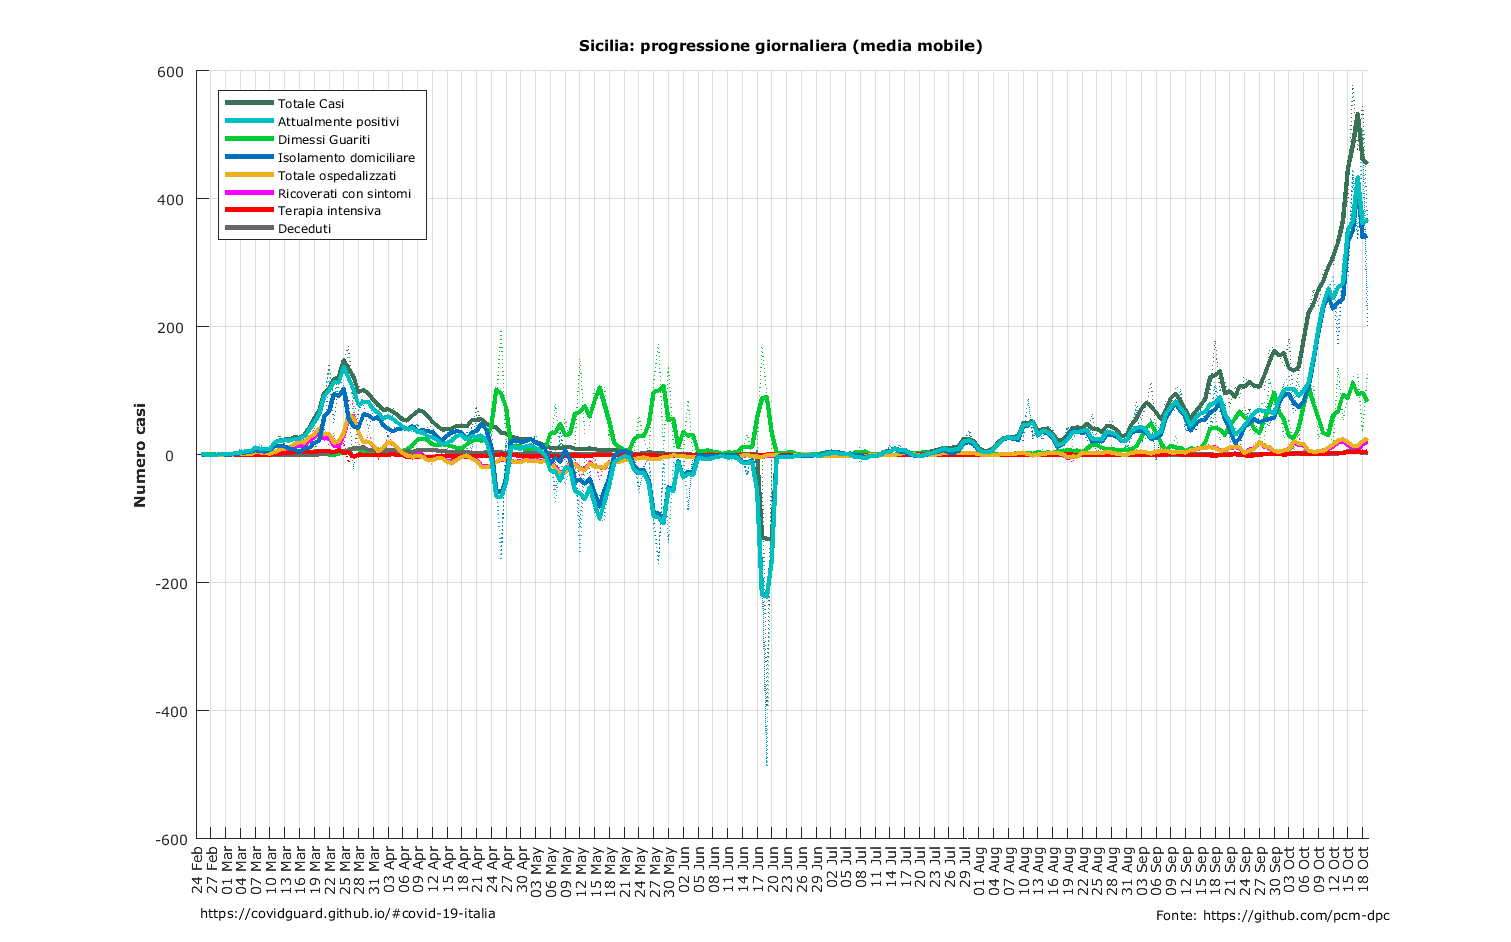 Sicilia: progressione giornaliera (media mobile)
600
400
200
0
-200
-400
-600
Numero casi
Totale Casi
Attualmente positivi
Dimessi Guariti
Isolamento domiciliare
Totale ospedalizzati
Ricoverati con sintomi
Terapia intensiva
Deceduti
24 Feb
27 Feb
01 Mar
04 Mar
07 Mar
10 Mar
13 Mar
16 Mar
19 Mar
22 Mar
25 Mar
28 Mar
31 Mar
03 Apr
06 Apr
09 Apr
12 Apr
15 Apr
18 Apr
21 Apr
24 Apr
27 Apr
30 Apr
03 May
06 May
09 May
12 May
15 May
18 May
21 May
24 May
27 May
30 May
02 Jun
05 Jun
08 Jun
11 Jun
14 Jun
17 Jun
20 Jun
23 Jun
26 Jun
29 Jun
02 Jul
05 Jul
08 Jul
11 Jul
14 Jul
17 Jul
20 Jul
23 Jul
26 Jul
29 Jul
01 Aug
04 Aug
07 Aug
10 Aug
13 Aug
16 Aug
19 Aug
22 Aug
25 Aug
28 Aug
31 Aug
03 Sep
06 Sep
09 Sep
12 Sep
15 Sep
18 Sep
21 Sep
24 Sep
27 Sep
30 Sep
03 Oct
06 Oct
09 Oct
12 Oct
15 Oct
18 Oct
https://covidguard.github.io/#covid-19-italia
Fonte: https://github.com/pcm-dpc